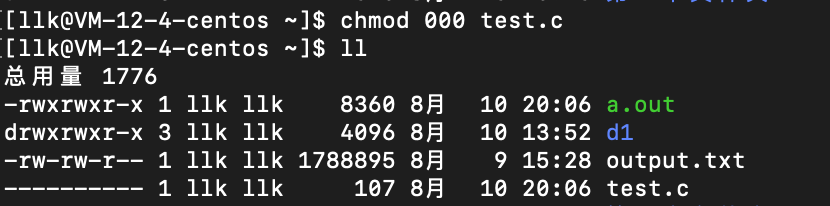 [llk@VM-12-4-centos ~]$ chmod 000 test.c
[llk@VM-12-4-centos ~]$ ll
总用量 1776
-rwxrwxr-x 1 llk llk    8360 8月  10 20:06 a.out
drwxrwxr-x 3 llk llk    4096 8月  10 13:52 d1
-rw-rw-r-- 1 llk llk 1788895 8月   9 15:28 output.txt
---------- 1 llk llk     107 8月  10 20:06 test.c